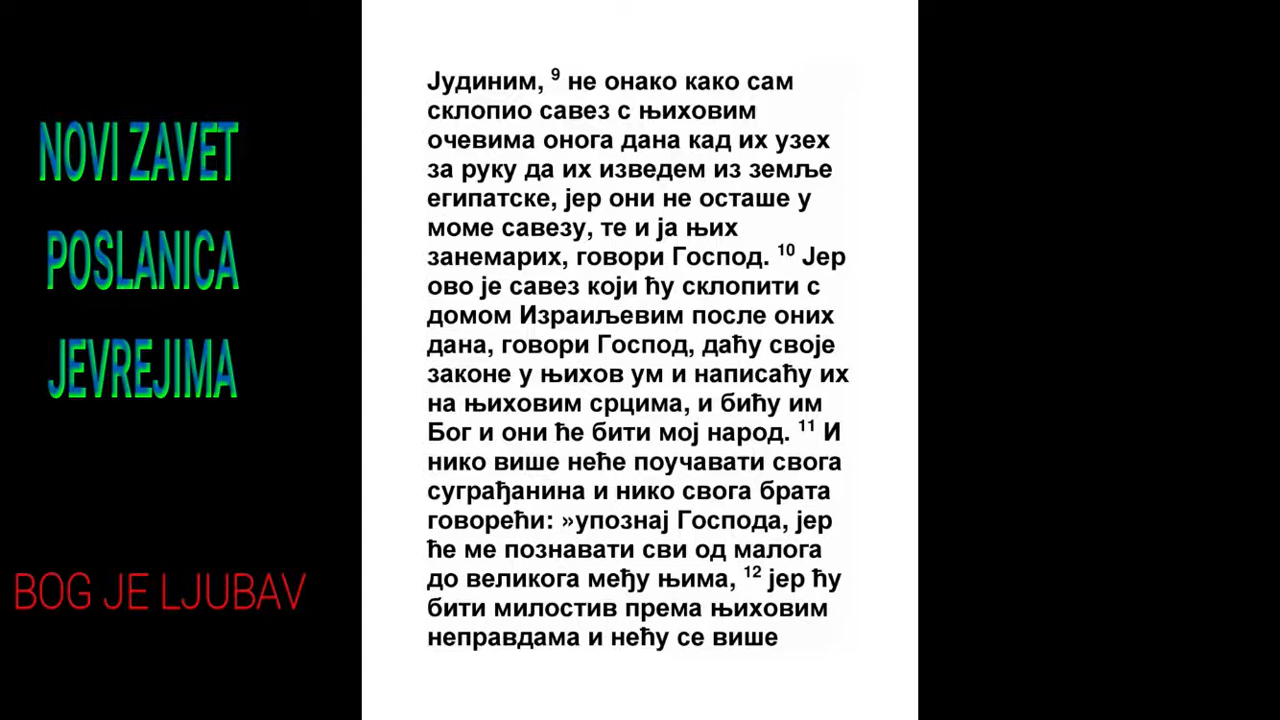 NOVI ZAVET
POSLANICA
JEVREJIMA
BOG JE LJUBAV
Јудиним, ⁹ не онако како сам
склопио савез с њиховим
очевима онога дана кад их узех
за руку да их изведем из земље
египатске, јер они не осташе у
моме савезу, те и ја њих
занемарих, говори Господ. ¹⁰ Јер
ово је савез који ћу склопити с
домом Израиљевим после оних
дана, говори Господ, даћу своје
законе у њихов ум и написаћу их
на њиховим срцима, и бићу им
Бог и они ће бити мој народ. ¹¹ И
нико више неће поучавати свога
суграђанина и нико свога брата
говорећи: »упознај Господа, јер
ће ме познавати сви од малога
до великога међу њима, ¹² јер ћу
бити милостив према њиховим
неправдама и нећу се више